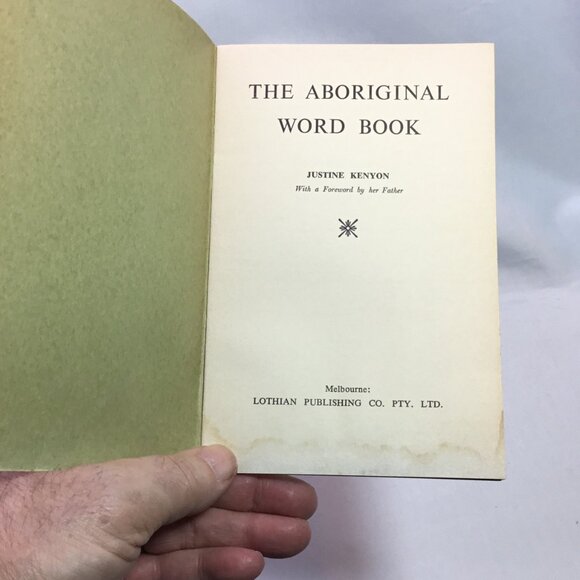 THE ABORIGINAL
WORD BOOK
JUSTINE KENYON
With a Foreword by her Father
Melbourne:
LOTHIAN PUBLISHING CO. PTY. LTD.